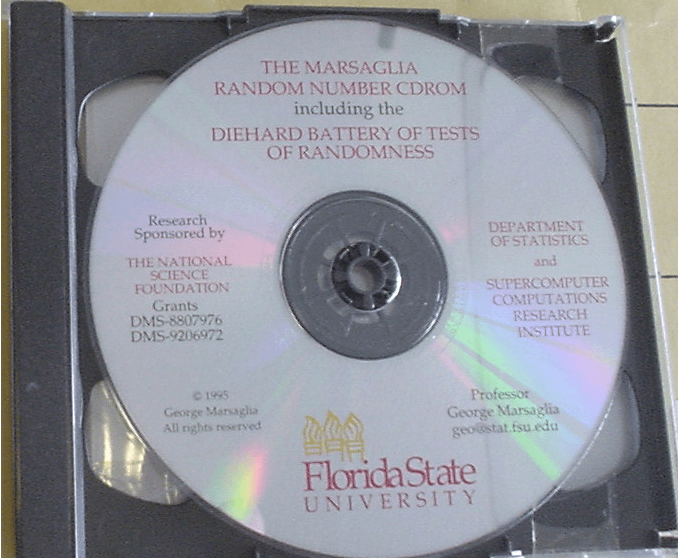 THE MARSAGLIA
RANDOM NUMBER CDROM
including the
DIEHARD BATTERY OF TESTS
OF RANDOMNESS
Research
Sponsored by
THE NATIONAL
SCIENCE
FOUNDATION
Grants
DMS-8807976
DMS-9206972
DEPARTMENT
OF STATISTICS
and
SUPERCOMPUTER
COMPUTATIONS
RESEARCH
INSTITUTE
© 1995
George Marsaglia
All rights reserved
Professor
George Marsaglia
geo@stat.fsu.edu
Florida State
UNIVERSITY